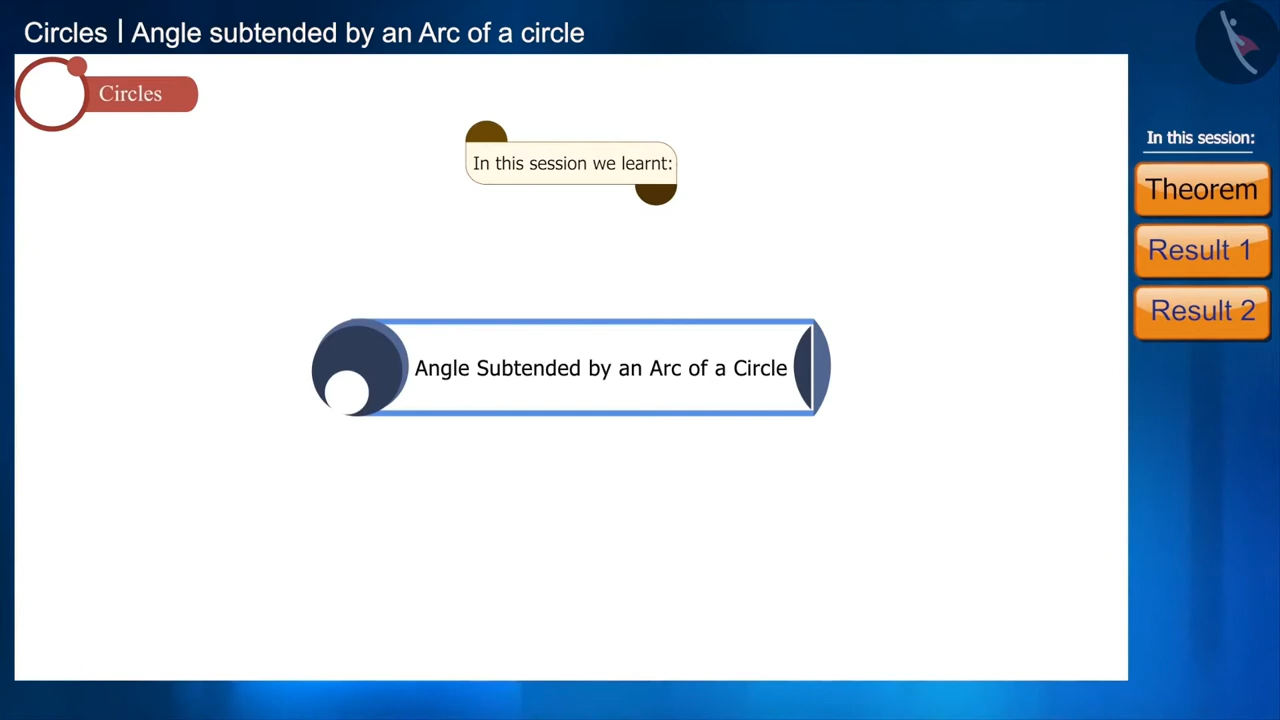 Circles | Angle subtended by an Arc of a circle
Circles
In this session we learnt:
Angle Subtended by an Arc of a Circle
In this session:
Theorem
Result 1
Result 2